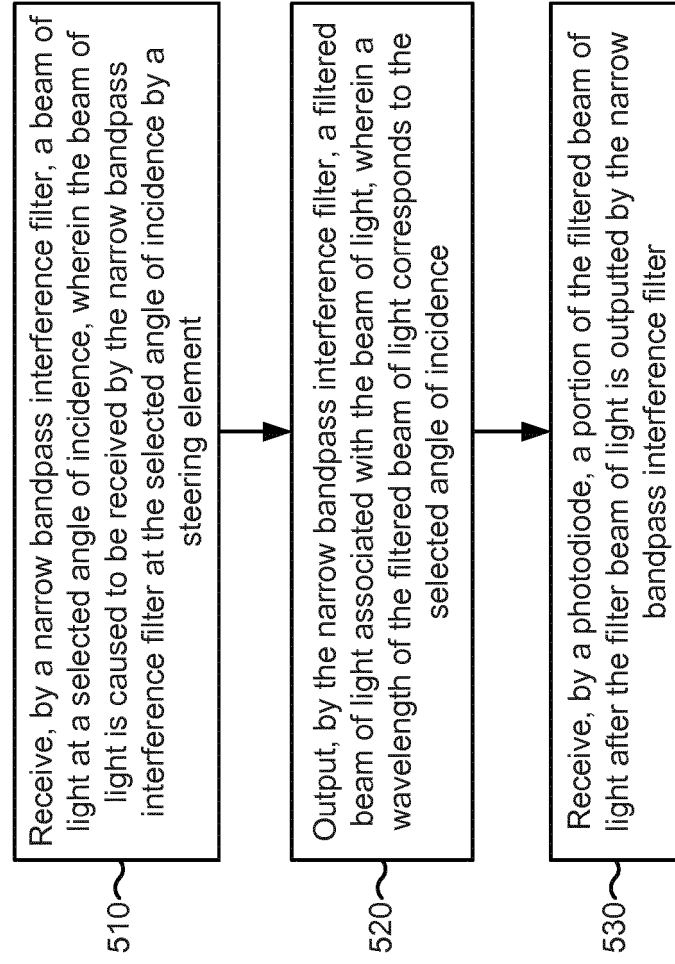 510
Receive, by a narrow bandpass interference filter, a beam of
light at a selected angle of incidence, wherein the beam of
light is caused to be received by the narrow bandpass
interference filter at the selected angle of incidence by a
steering element
520
Output, by the narrow bandpass interference filter, a filtered
beam of light associated with the beam of light, wherein a
wavelength of the filtered beam of light corresponds to the
selected angle of incidence
530
Receive, by a photodiode, a portion of the filtered beam of
light after the filter beam of light is outputted by the narrow
bandpass interference filter